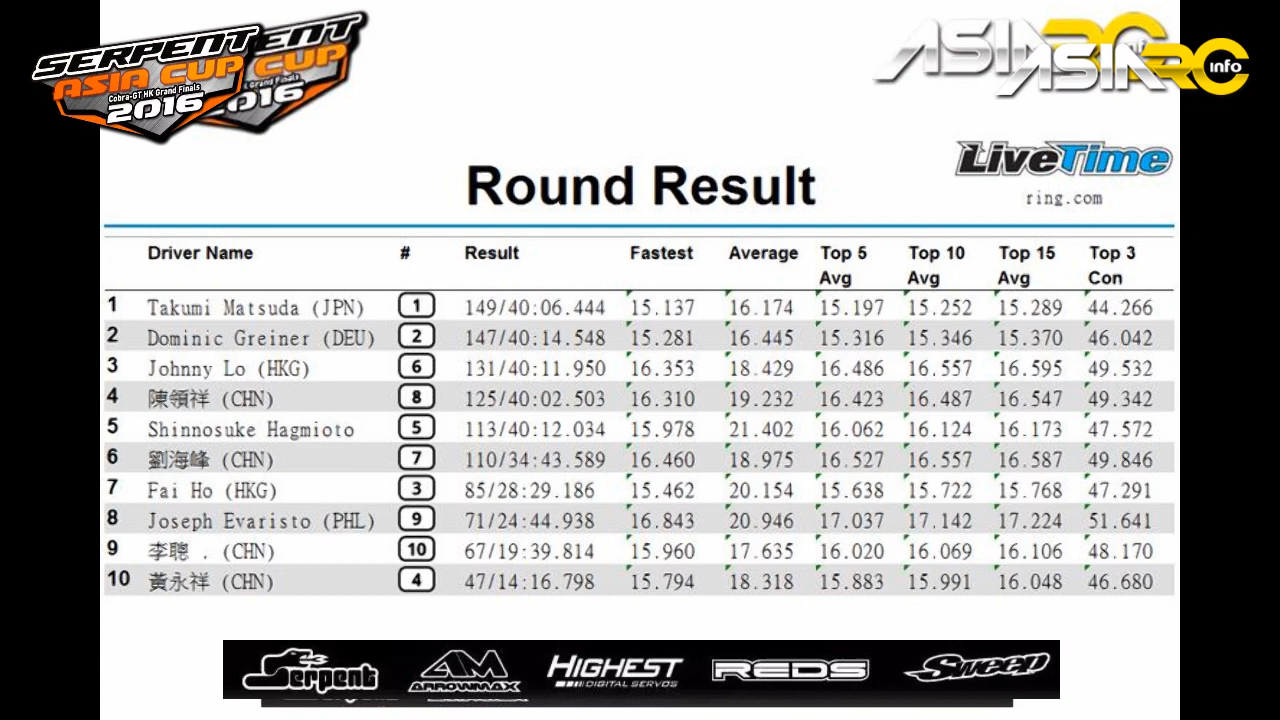 SERPENT
ASIA CUP CUP
Cobra-GT HK Grand Finals
2016
ASIARC info
LiveTime
ring.com
Round Result
Driver Name # Result Fastest Average Top 5 Avg Top 10 Avg Top 15 Avg Top 3 Con
1 Takumi Matsuda (JPN) 1 149/40:06.444 15.137 16.174 15.197 15.252 15.289 44.266
2 Dominic Greiner (DEU) 2 147/40:14.548 15.281 16.445 15.316 15.346 15.370 46.042
3 Johnny Lo (HKG) 6 131/40:11.950 16.353 18.429 16.486 16.557 16.595 49.532
4 陳領祥 (CHN) 8 125/40:02.503 16.310 19.232 16.423 16.487 16.547 49.342
5 Shinnosuke Hagmioto 5 113/40:12.034 15.978 21.402 16.062 16.124 16.173 47.572
6 劉海峰 (CHN) 7 110/34:43.589 16.460 18.975 16.527 16.557 16.587 49.846
7 Fai Ho (HKG) 3 85/28:29.186 15.462 20.154 15.638 15.722 15.768 47.291
8 Joseph Evaristo (PHL) 9 71/24:44.938 16.843 20.946 17.037 17.142 17.224 51.641
9 李聰 . (CHN) 10 67/19:39.814 15.960 17.635 16.020 16.069 16.106 48.170
10 黃永祥 (CHN) 4 47/14:16.798 15.794 18.318 15.883 15.991 16.048 46.680
Serpent AM ARROWMAX HIGHEST DIGITAL SERVOS REDS Sweep